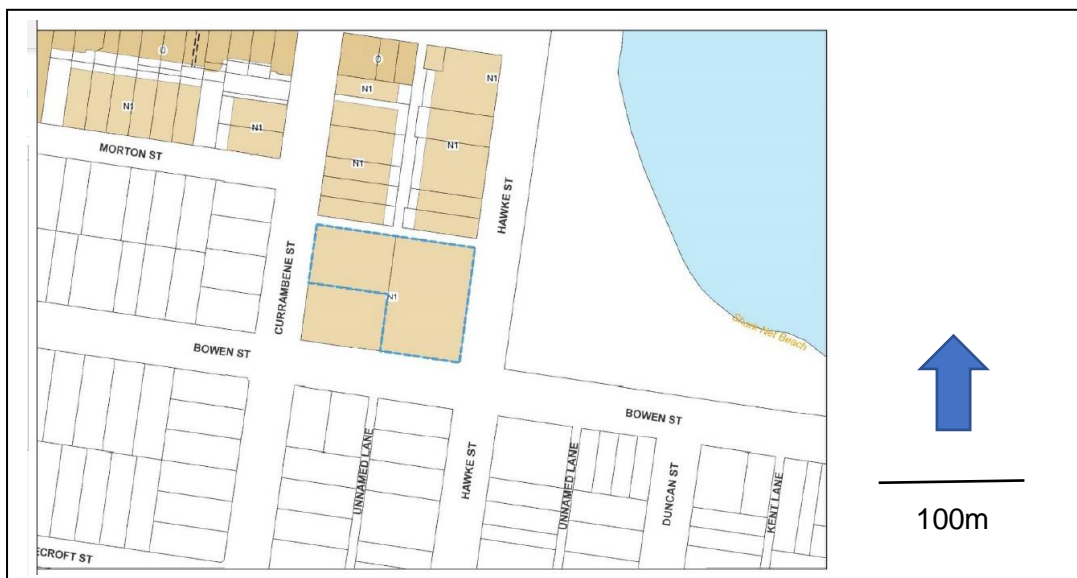 O
O
N1
N1
N1
N1
MORTON ST
N1
N1
N1
HAWKE ST
CURRAMBENE ST
N1
BOWEN ST
Shark Net Beach
BOWEN ST
UNNAMED LANE
HAWKE ST
UNNAMED LANE
DUNCAN ST
KENT LANE
ECROFT ST
100m